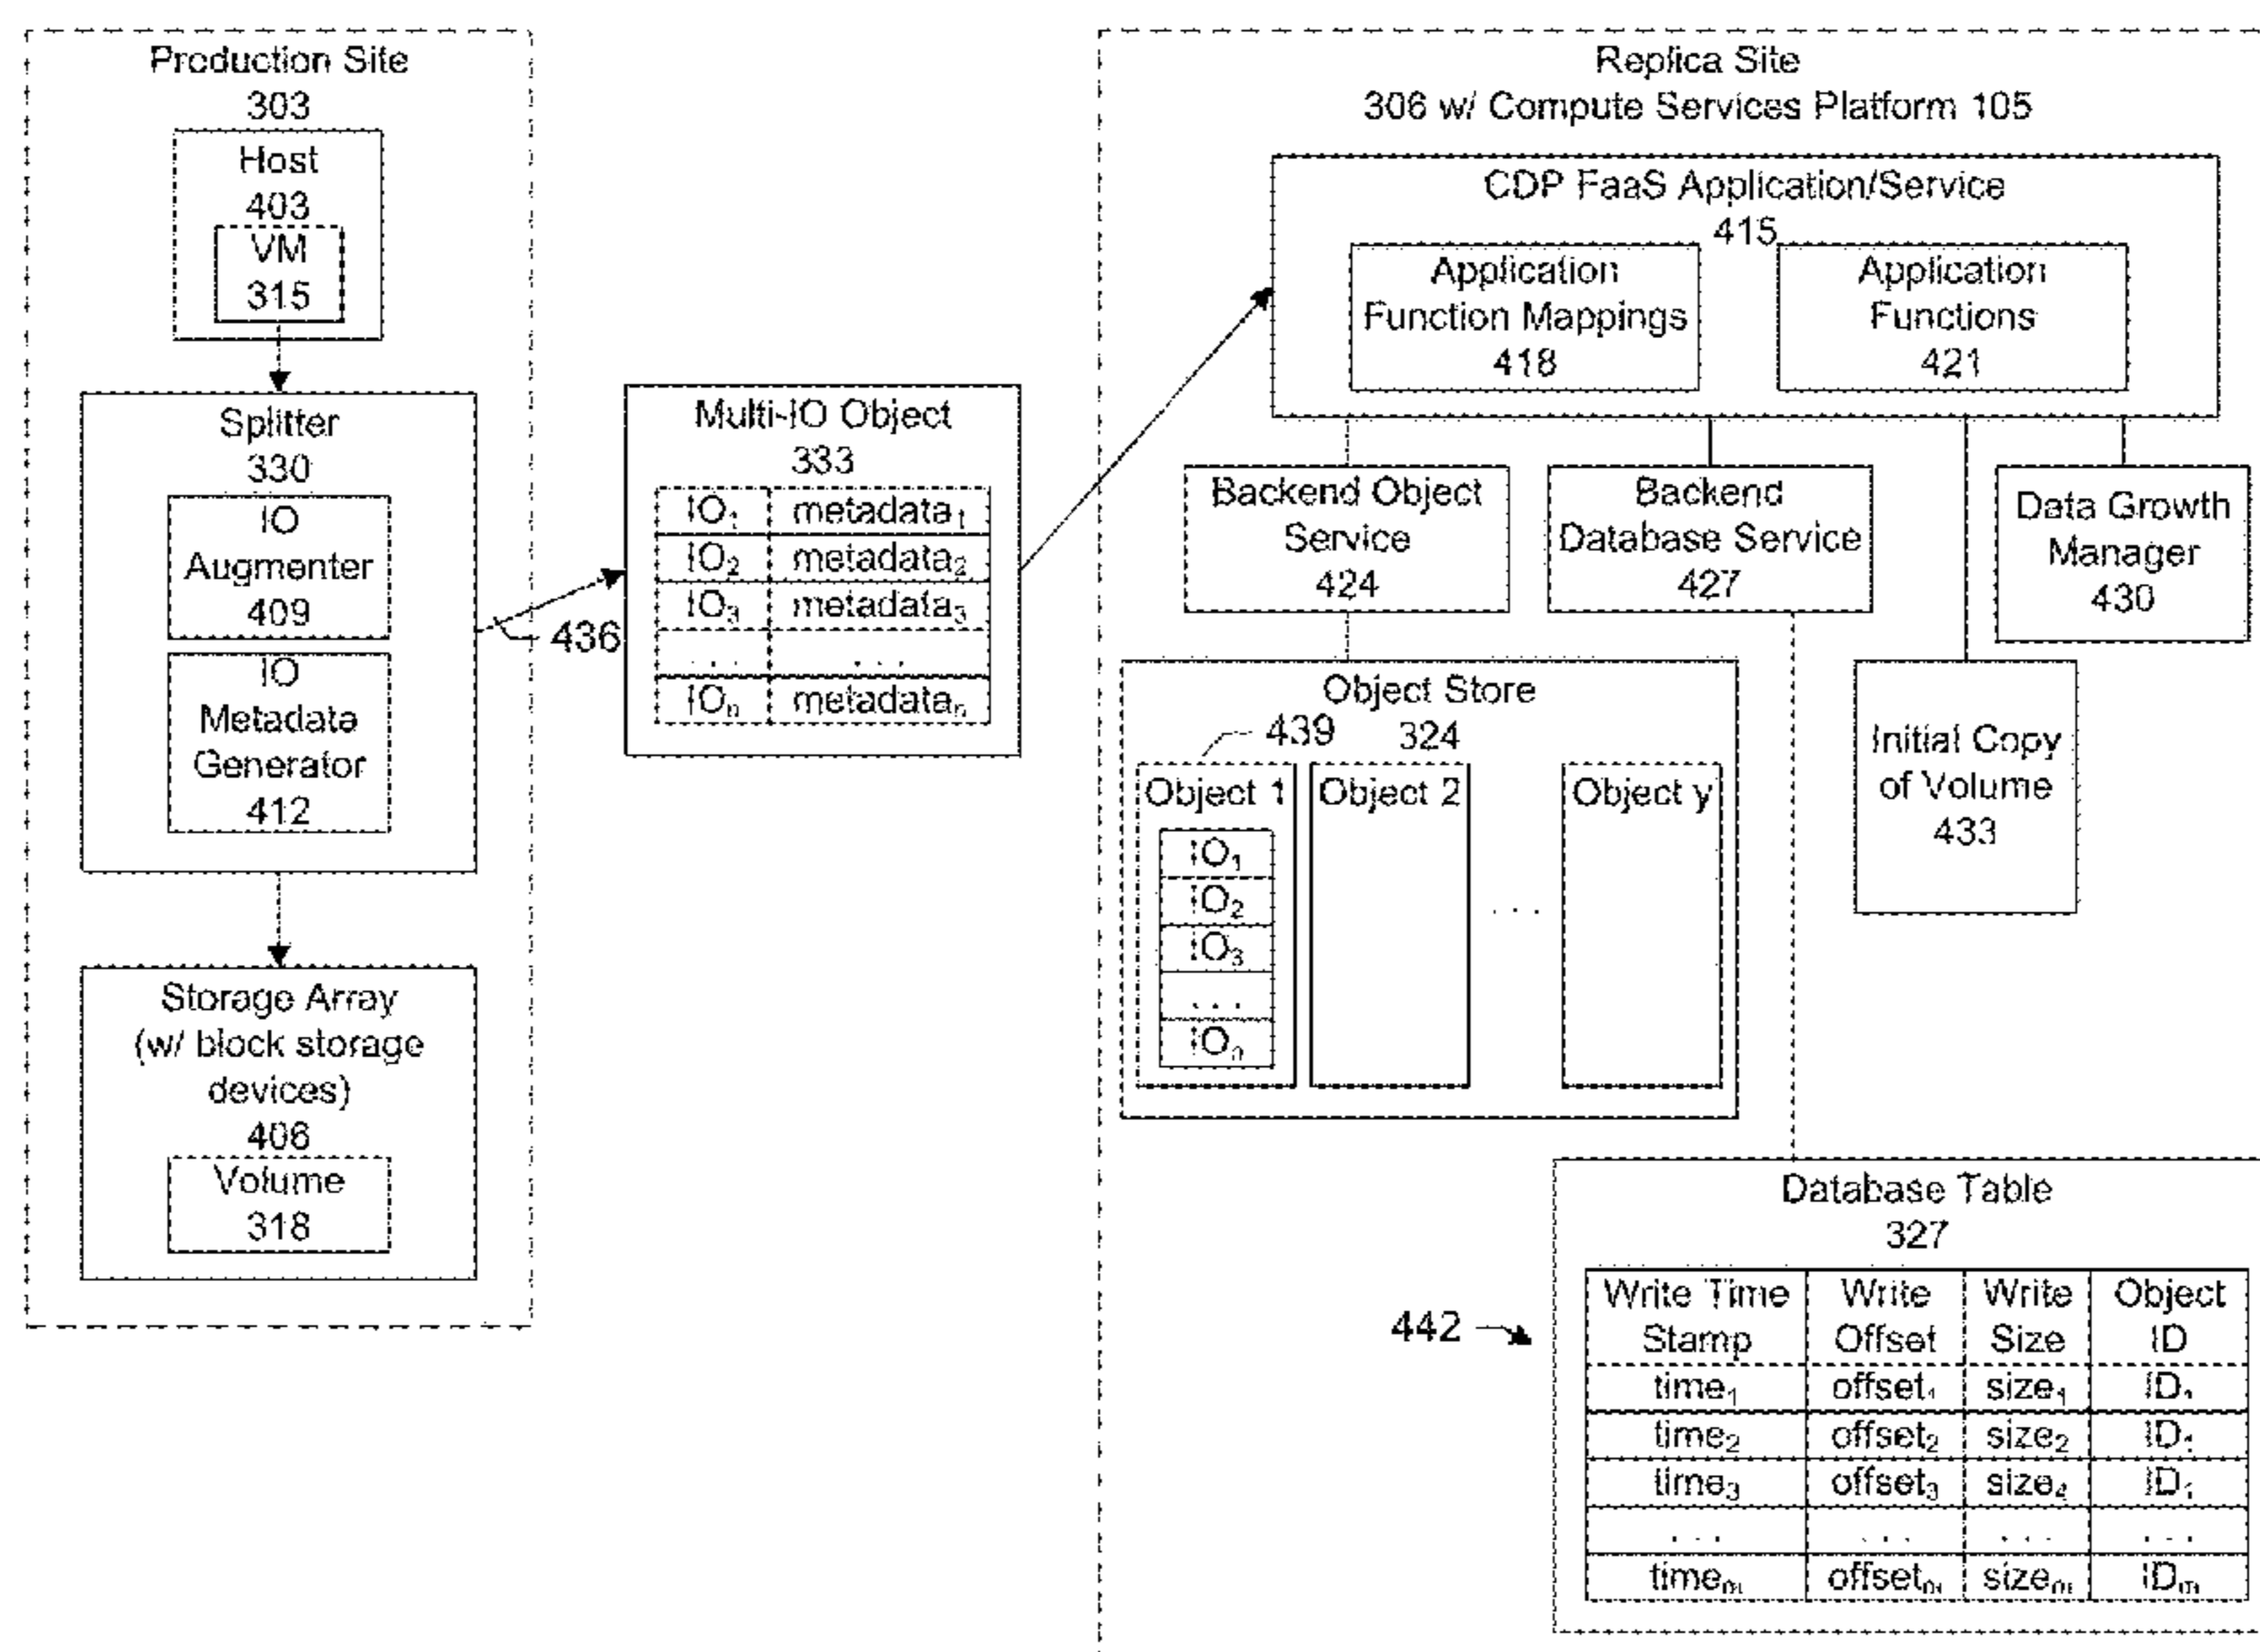 Production Site
303
Host
403
VM
315
Splitter
330
IO
Augmenter
409
IO
Metadata
Generator
412
Storage Array
(w/ block storage
devices)
406
Volume
318
436
Multi-IO Object
333
IO₁ metadata₁
IO₂ metadata₂
IO₃ metadata₃
... ...
IOₙ metadataₙ
Replica Site
306 w/ Compute Services Platform 105
CDP FaaS Application/Service
415
Application
Function Mappings
418
Application
Functions
421
Backend Object
Service
424
Backend
Database Service
427
Data Growth
Manager
430
Object Store
324
439
Object 1
IO₁
IO₂
IO₃
...
IOₙ
Object 2
...
Object y
Initial Copy
of Volume
433
Database Table
327
442
Write Time Write Write Object
Stamp Offset Size ID
time₁ offset₁ size₁ ID₁
time₂ offset₂ size₂ ID₁
time₃ offset₃ size₄ ID₁
... ... ... ...
timeₘ offsetₘ sizeₘ IDₘ